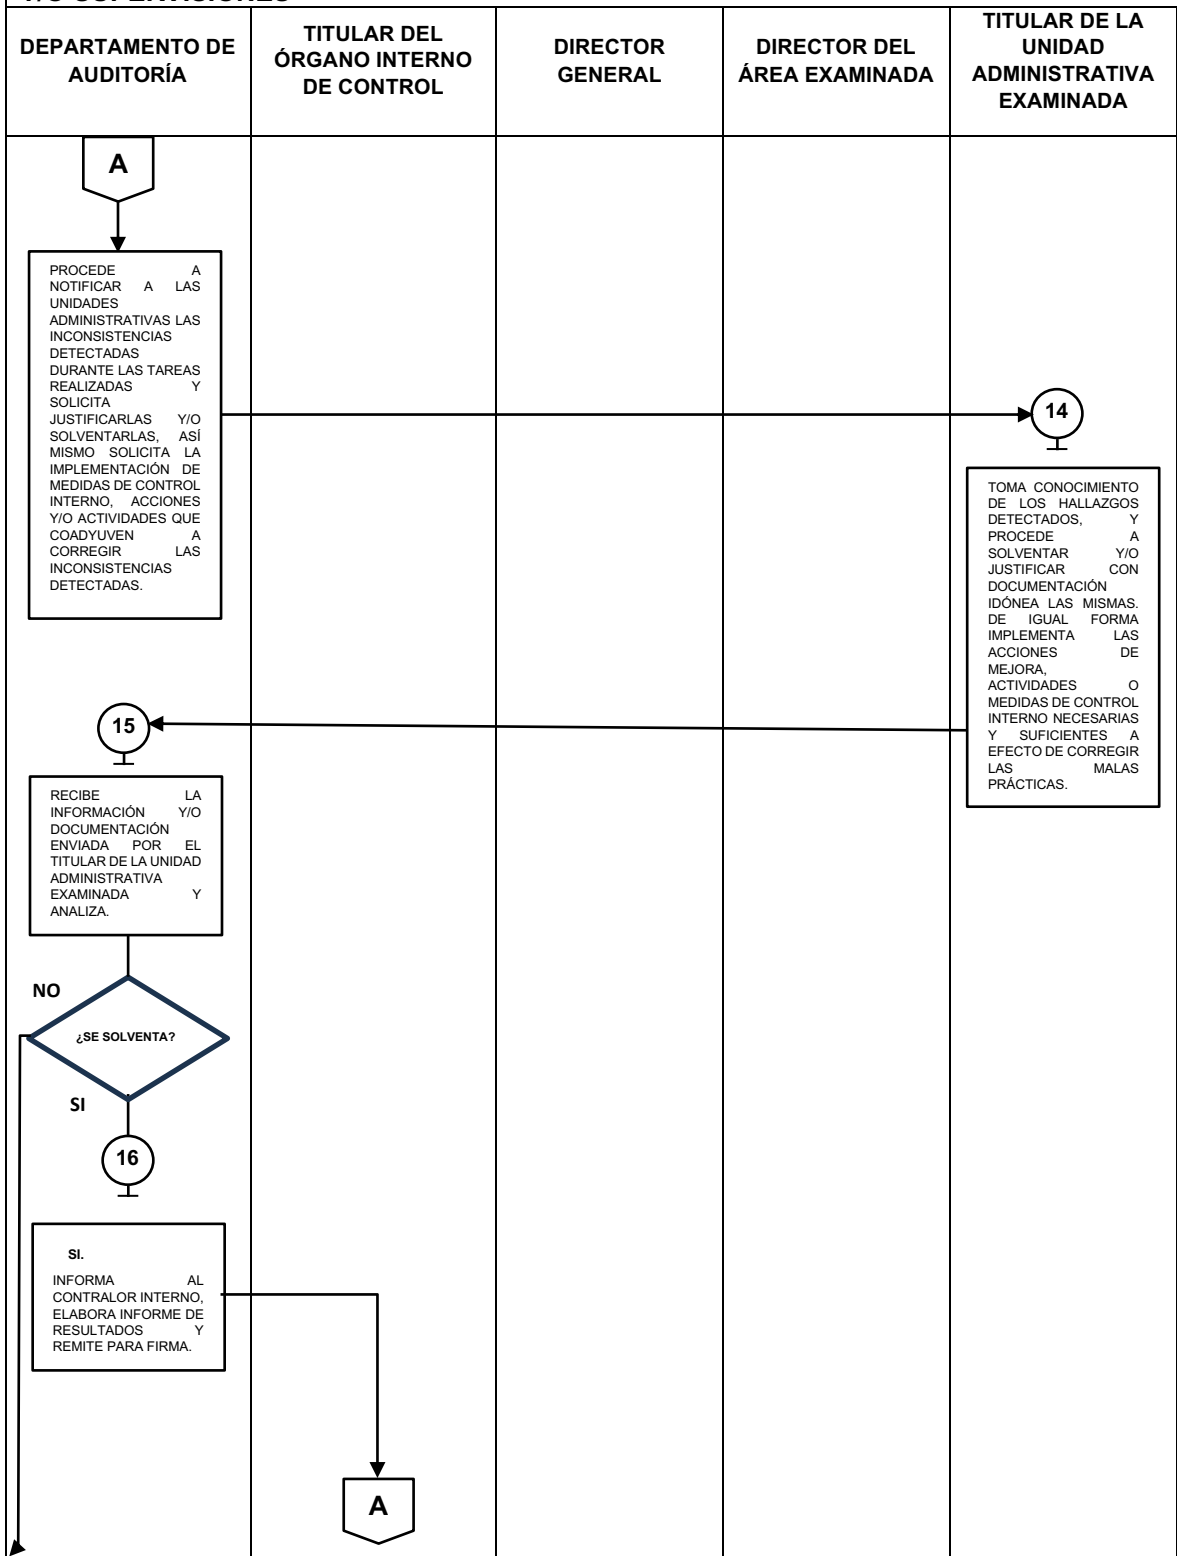 DEPARTAMENTO DE
AUDITORÍA
TITULAR DEL
ÓRGANO INTERNO
DE CONTROL
DIRECTOR
GENERAL
DIRECTOR DEL
ÁREA EXAMINADA
TITULAR DE LA
UNIDAD
ADMINISTRATIVA
EXAMINADA
A
PROCEDE A
NOTIFICAR A LAS
UNIDADES
ADMINISTRATIVAS LAS
INCONSISTENCIAS
DETECTADAS
DURANTE LAS TAREAS
REALIZADAS Y
SOLICITA
JUSTIFICARLAS Y/O
SOLVENTARLAS, ASÍ
MISMO SOLICITA LA
IMPLEMENTACIÓN DE
MEDIDAS DE CONTROL
INTERNO, ACCIONES
Y/O ACTIVIDADES QUE
COADYUVEN A
CORREGIR LAS
INCONSISTENCIAS
DETECTADAS.
14
TOMA CONOCIMIENTO
DE LOS HALLAZGOS
DETECTADOS, Y
PROCEDE A
SOLVENTAR Y/O
JUSTIFICAR CON
DOCUMENTACIÓN
IDÓNEA LAS MISMAS.
DE IGUAL FORMA
IMPLEMENTA LAS
ACCIONES DE
MEJORA,
ACTIVIDADES O
MEDIDAS DE CONTROL
INTERNO NECESARIAS
Y SUFICIENTES A
EFECTO DE CORREGIR
LAS MALAS
PRÁCTICAS.
15
RECIBE LA
INFORMACIÓN Y/O
DOCUMENTACIÓN
ENVIADA POR EL
TITULAR DE LA UNIDAD
ADMINISTRATIVA
EXAMINADA Y
ANALIZA.
NO
¿SE SOLVENTA?
SI
16
SI.
INFORMA AL
CONTRALOR INTERNO,
ELABORA INFORME DE
RESULTADOS Y
REMITE PARA FIRMA.
A